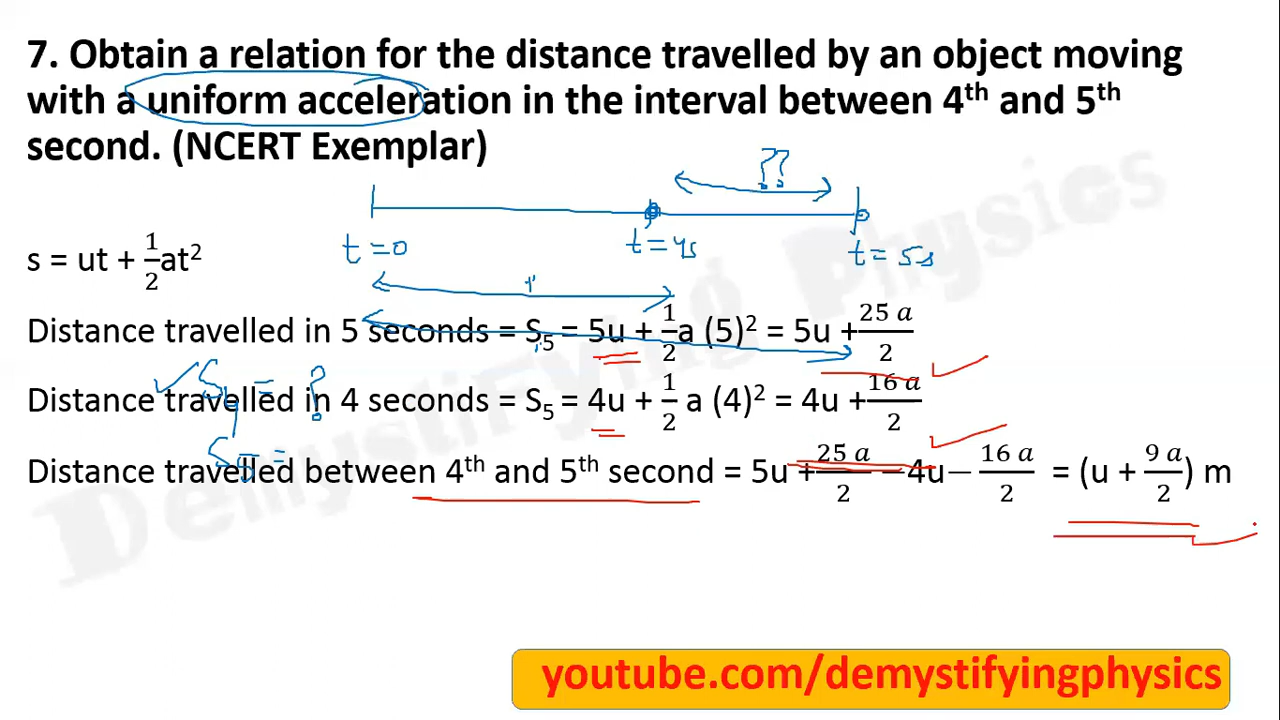 7. Obtain a relation for the distance travelled by an object moving
with a uniform acceleration in the interval between 4th and 5th
second. (NCERT Exemplar)
??
t=0
t=4s
t=5s
s = ut + 1/2 at²
Distance travelled in 5 seconds = S₅ = 5u + 1/2 a (5)² = 5u + 25 a/2
S₄ = ?
Distance travelled in 4 seconds = S₅ = 4u + 1/2 a (4)² = 4u + 16 a/2
S₅ =
Distance travelled between 4th and 5th second = 5u + 25 a/2 − 4u − 16 a/2 = (u + 9 a/2) m
Demystifying Physics
youtube.com/demystifyingphysics